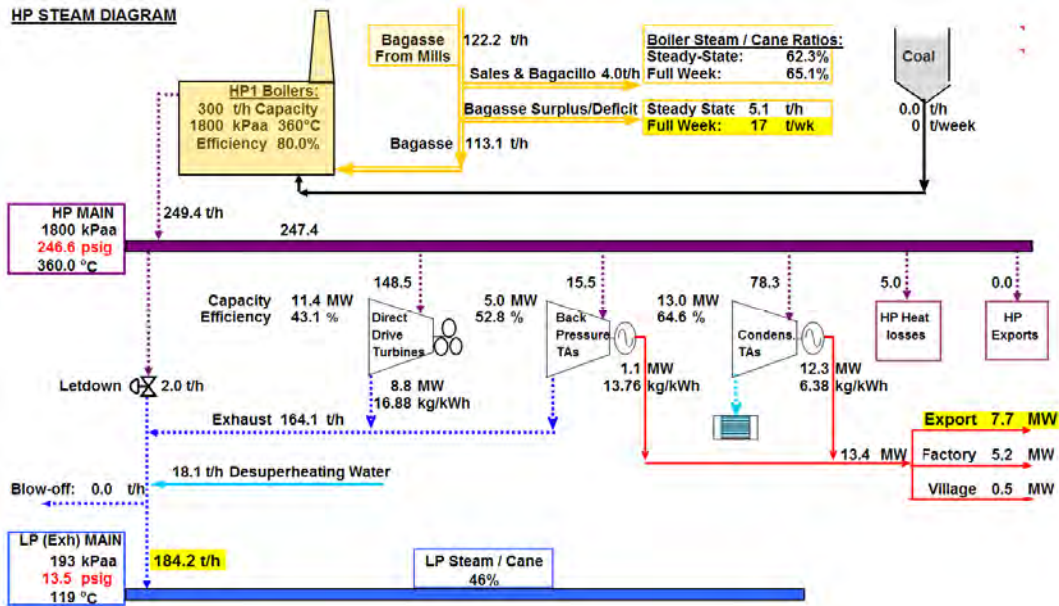 HP STEAM DIAGRAM
Bagasse
From Mills
122.2 t/h
Sales & Bagacillo 4.0t/h
Bagasse Surplus/Deficit
Bagasse 113.1 t/h
Boiler Steam / Cane Ratios:
Steady-State: 62.3%
Full Week: 65.1%
Steady State 5.1 t/h
Full Week: 17 t/wk
Coal
0.0 t/h
0 t/week
HP1 Boilers:
300 t/h Capacity
1800 kPaa 360°C
Efficiency 80.0%
249.4 t/h
HP MAIN
1800 kPaa
246.6 psig
360.0 °C
247.4
148.5
15.5
78.3
5.0
0.0
Capacity 11.4 MW
Efficiency 43.1 %
Direct
Drive
Turbines
5.0 MW
52.8 %
Back
Pressure
TAs
13.0 MW
64.6 %
Condens.
TAs
HP Heat
losses
HP
Exports
Letdown 2.0 t/h
8.8 MW
16.88 kg/kWh
1.1 MW
13.76 kg/kWh
12.3 MW
6.38 kg/kWh
Exhaust 164.1 t/h
13.4 MW
Export 7.7 MW
Factory 5.2 MW
Village 0.5 MW
18.1 t/h Desuperheating Water
Blow-off: 0.0 t/h
LP (Exh) MAIN
193 kPaa
13.5 psig
119 °C
184.2 t/h
LP Steam / Cane
46%